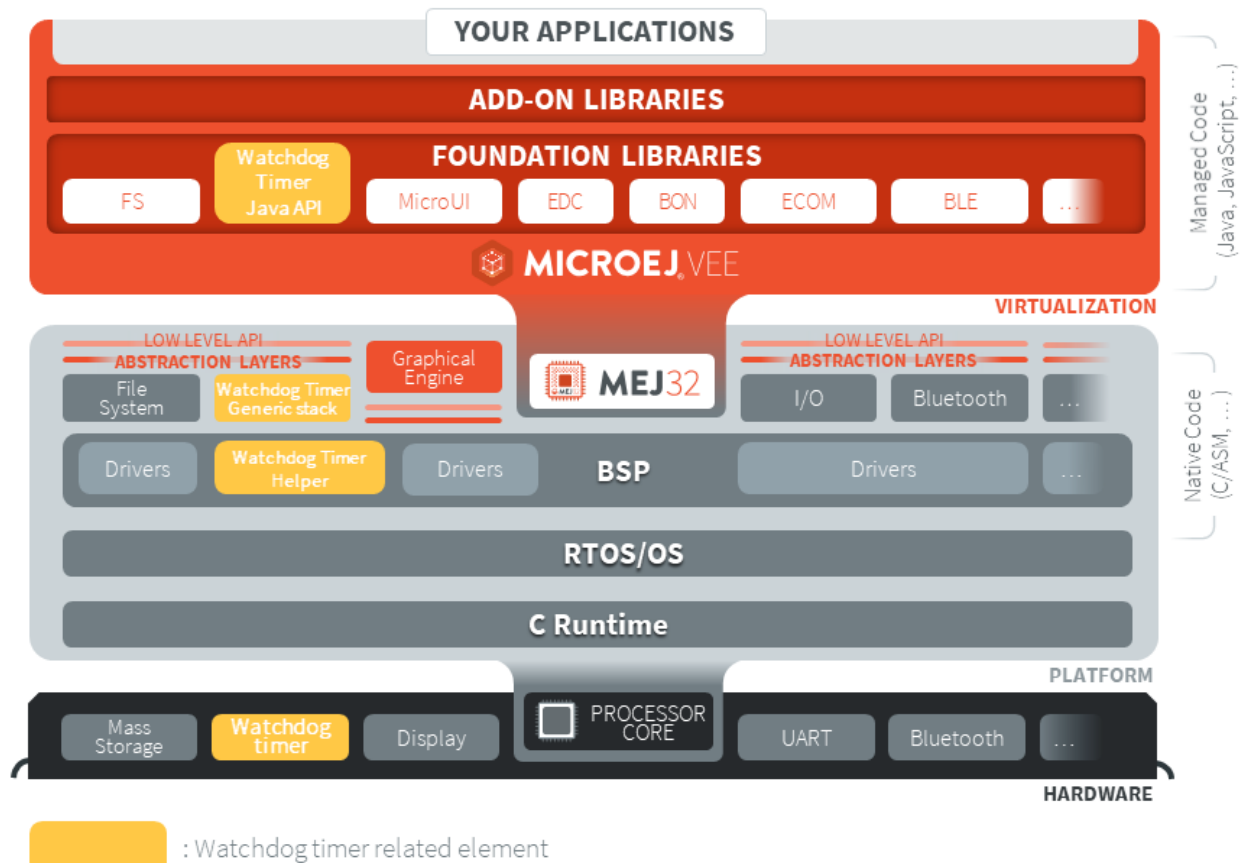 YOUR APPLICATIONS
ADD-ON LIBRARIES
FOUNDATION LIBRARIES
FS
Watchdog
Timer
Java API
MicroUI
EDC
BON
ECOM
BLE
...
MICROEJ® VEE
Managed Code
(Java, JavaScript, ...)
VIRTUALIZATION
LOW LEVEL API
ABSTRACTION LAYERS
File
System
Watchdog Timer
Generic stack
Graphical
Engine
MEJ
MEJ32
LOW LEVEL API
ABSTRACTION LAYERS
I/O
Bluetooth
...
Native Code
(C/ASM, ...)
Drivers
Watchdog Timer
Helper
Drivers
BSP
Drivers
...
RTOS/OS
C Runtime
PLATFORM
Mass
Storage
Watchdog
timer
Display
PROCESSOR
CORE
UART
Bluetooth
...
HARDWARE
: Watchdog timer related element